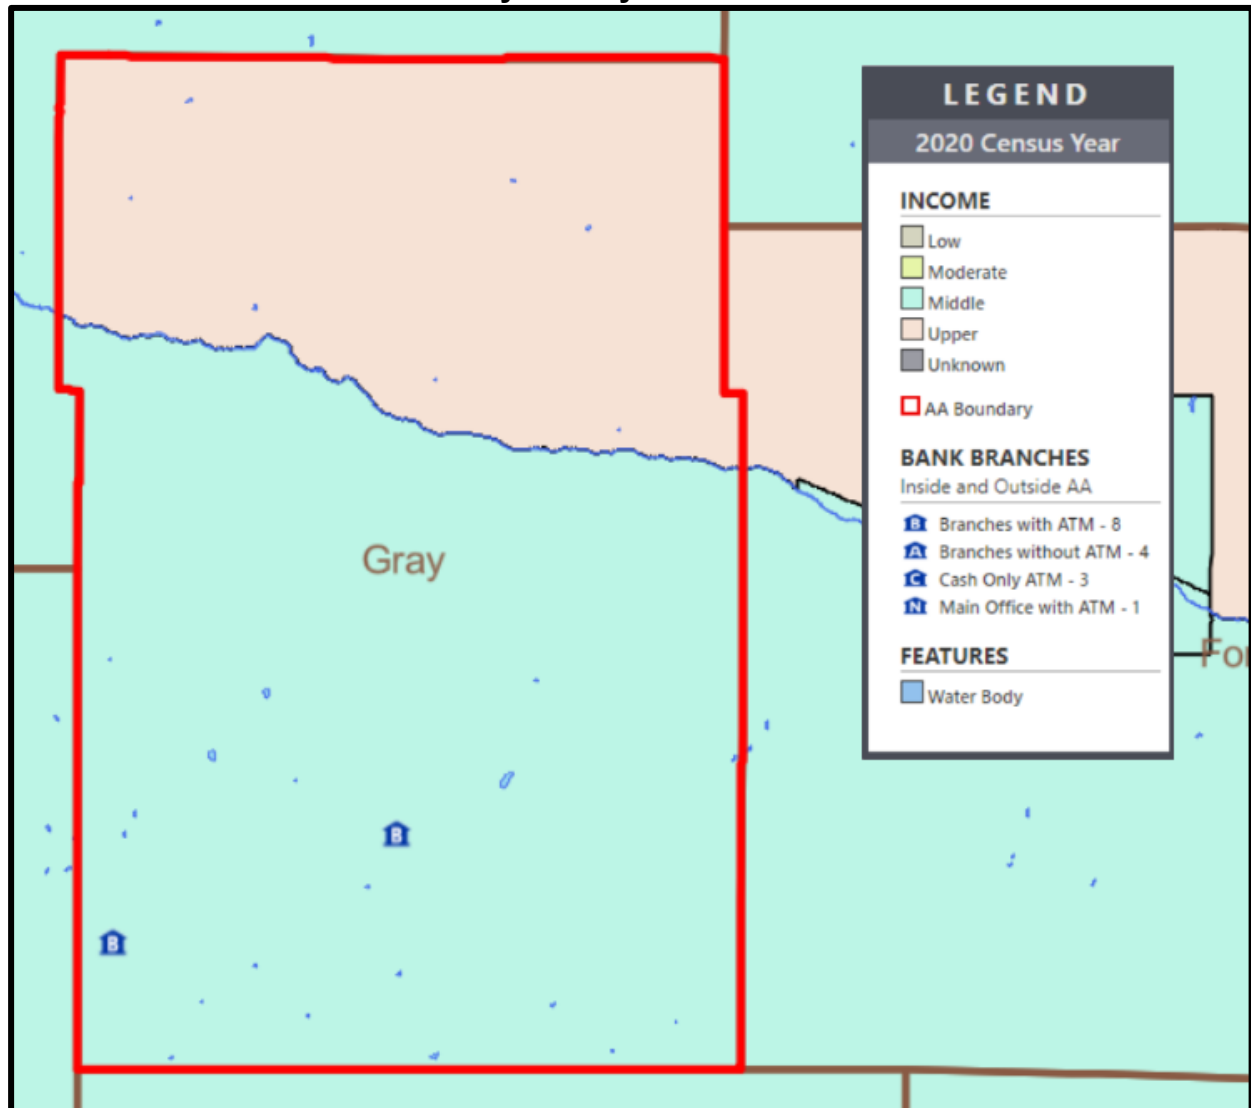 LEGEND
2020 Census Year
INCOME
Low
Moderate
Middle
Upper
Unknown
AA Boundary
BANK BRANCHES
Inside and Outside AA
B Branches with ATM - 8
A Branches without ATM - 4
C Cash Only ATM - 3
N Main Office with ATM - 1
FEATURES
Water Body
Gray
For
B
B